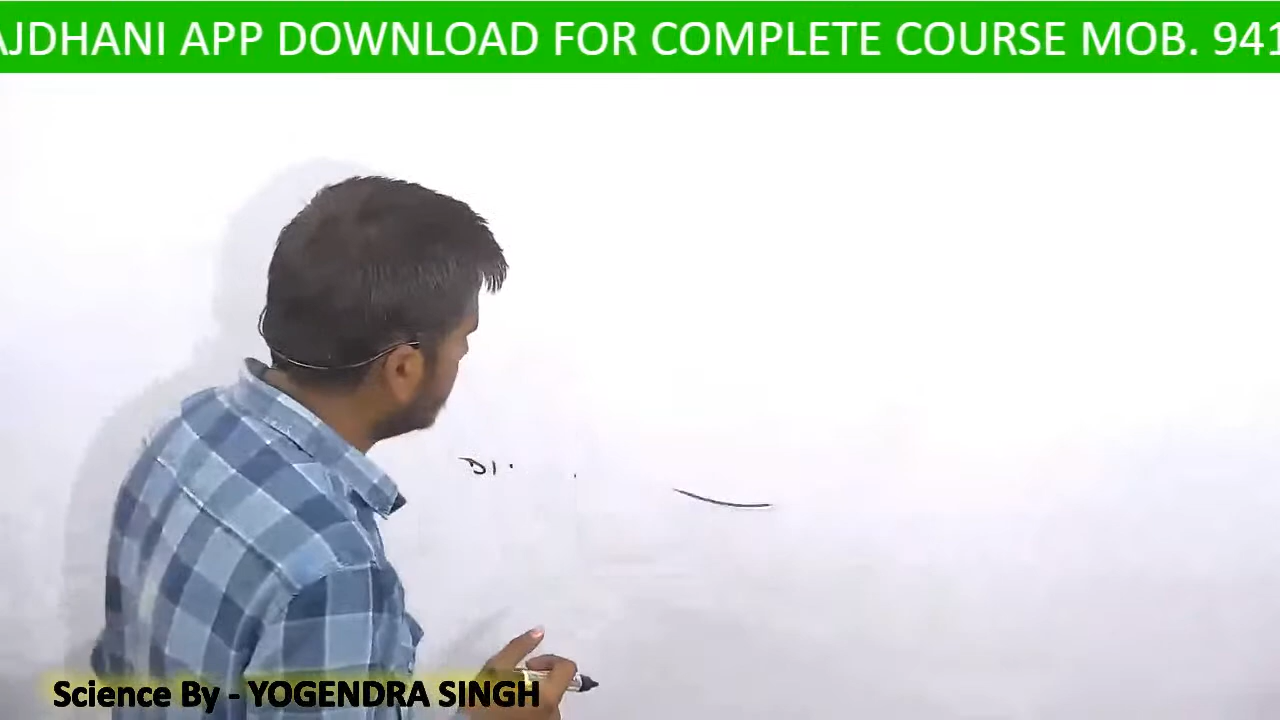 AJDHANI APP DOWNLOAD FOR COMPLETE COURSE MOB. 941
Science By - YOGENDRA SINGH